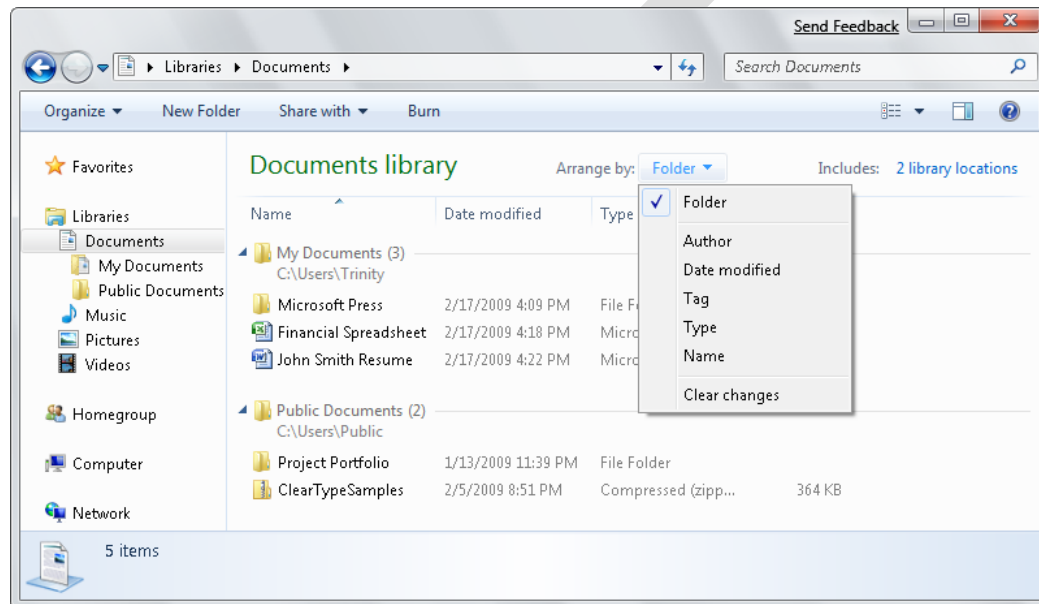 Send Feedback
Libraries Documents Search Documents
Organize New Folder Share with Burn
Favorites
Libraries
Documents
My Documents
Public Documents
Music
Pictures
Videos
Homegroup
Computer
Network
Documents library Arrange by: Folder Includes: 2 library locations
Name Date modified Type
My Documents (3)
C:\Users\Trinity
Microsoft Press 2/17/2009 4:09 PM File
Financial Spreadsheet 2/17/2009 4:18 PM
John Smith Resume 2/17/2009 4:22 PM
Public Documents (2)
C:\Users\Public
Project Portfolio 1/13/2009 11:39 PM File Folder
ClearTypeSamples 2/5/2009 8:51 PM Compressed (zipp... 364 KB
Folder
Author
Date modified
Tag
Type
Name
Clear changes
5 items